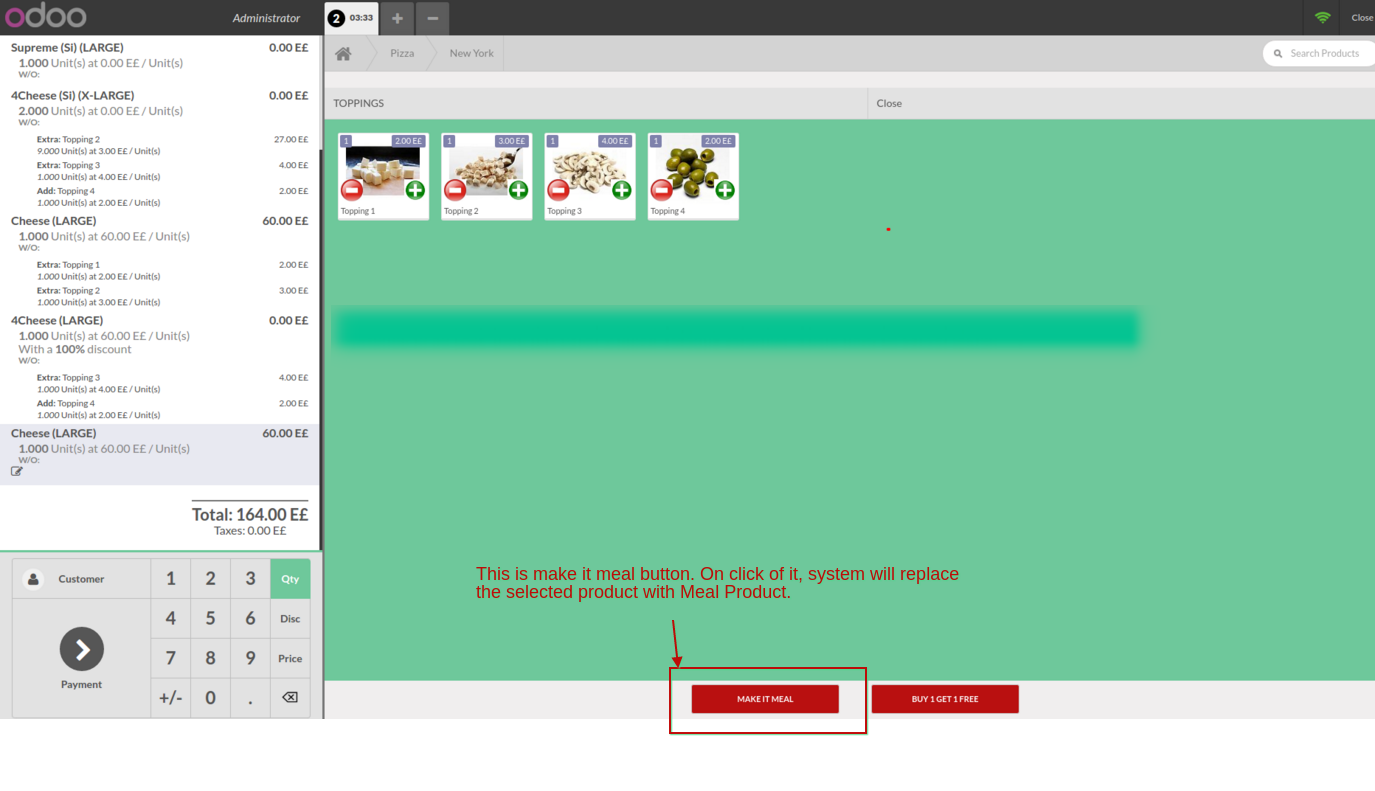 odoo
Administrator
2 03:33
Close
Supreme (Si) (LARGE) 0.00 E£
1.000 Unit(s) at 0.00 E£ / Unit(s)
W/O:
4Cheese (Si) (X-LARGE) 0.00 E£
2.000 Unit(s) at 0.00 E£ / Unit(s)
W/O:
Extra: Topping 2 27.00 E£
9.000 Unit(s) at 3.00 E£ / Unit(s)
Extra: Topping 3 4.00 E£
1.000 Unit(s) at 4.00 E£ / Unit(s)
Add: Topping 4 2.00 E£
1.000 Unit(s) at 2.00 E£ / Unit(s)
Cheese (LARGE) 60.00 E£
1.000 Unit(s) at 60.00 E£ / Unit(s)
W/O:
Extra: Topping 1 2.00 E£
1.000 Unit(s) at 2.00 E£ / Unit(s)
Extra: Topping 2 3.00 E£
1.000 Unit(s) at 3.00 E£ / Unit(s)
4Cheese (LARGE) 0.00 E£
1.000 Unit(s) at 60.00 E£ / Unit(s)
With a 100% discount
W/O:
Extra: Topping 3 4.00 E£
1.000 Unit(s) at 4.00 E£ / Unit(s)
Add: Topping 4 2.00 E£
1.000 Unit(s) at 2.00 E£ / Unit(s)
Cheese (LARGE) 60.00 E£
1.000 Unit(s) at 60.00 E£ / Unit(s)
W/O:
Total: 164.00 E£
Taxes: 0.00 E£
Customer 1 2 3 Qty
4 5 6 Disc
7 8 9 Price
Payment
+/- 0 .
Pizza New York Search Products
TOPPINGS Close
1 2.00 E£ 1 3.00 E£ 1 4.00 E£ 1 2.00 E£
Topping 1 Topping 2 Topping 3 Topping 4
This is make it meal button. On click of it, system will replace
the selected product with Meal Product.
MAKE IT MEAL BUY 1 GET 1 FREE